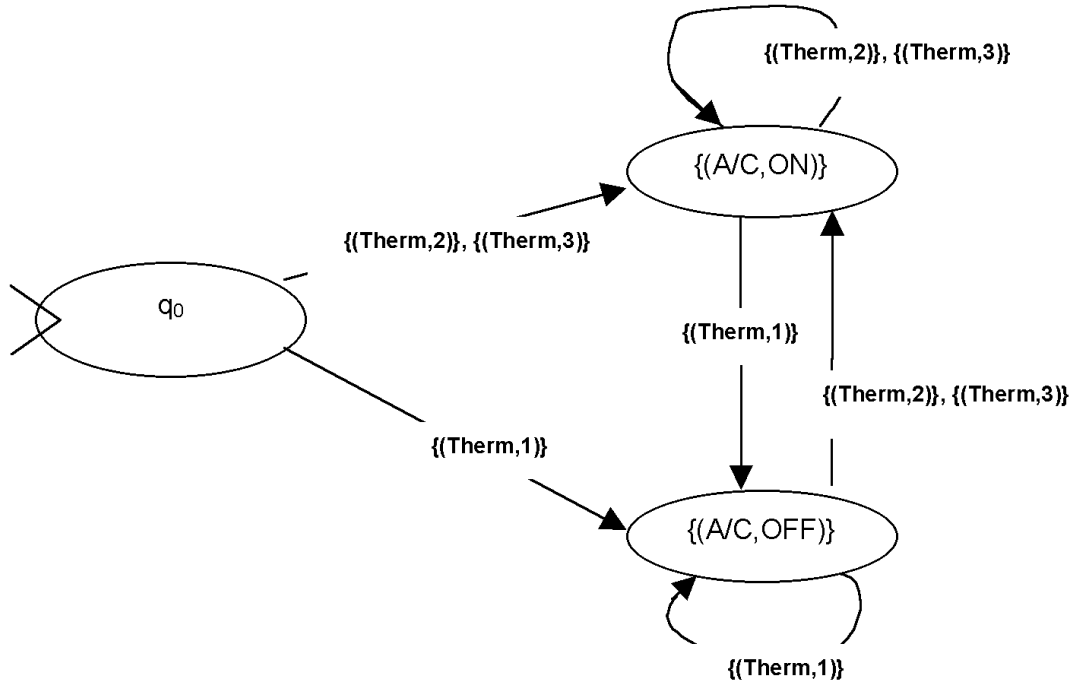 {(Therm,2)}, {(Therm,3)}
{(A/C,ON)}
{(Therm,2)}, {(Therm,3)}
q₀
{(Therm,1)}
{(Therm,2)}, {(Therm,3)}
{(Therm,1)}
{(A/C,OFF)}
{(Therm,1)}